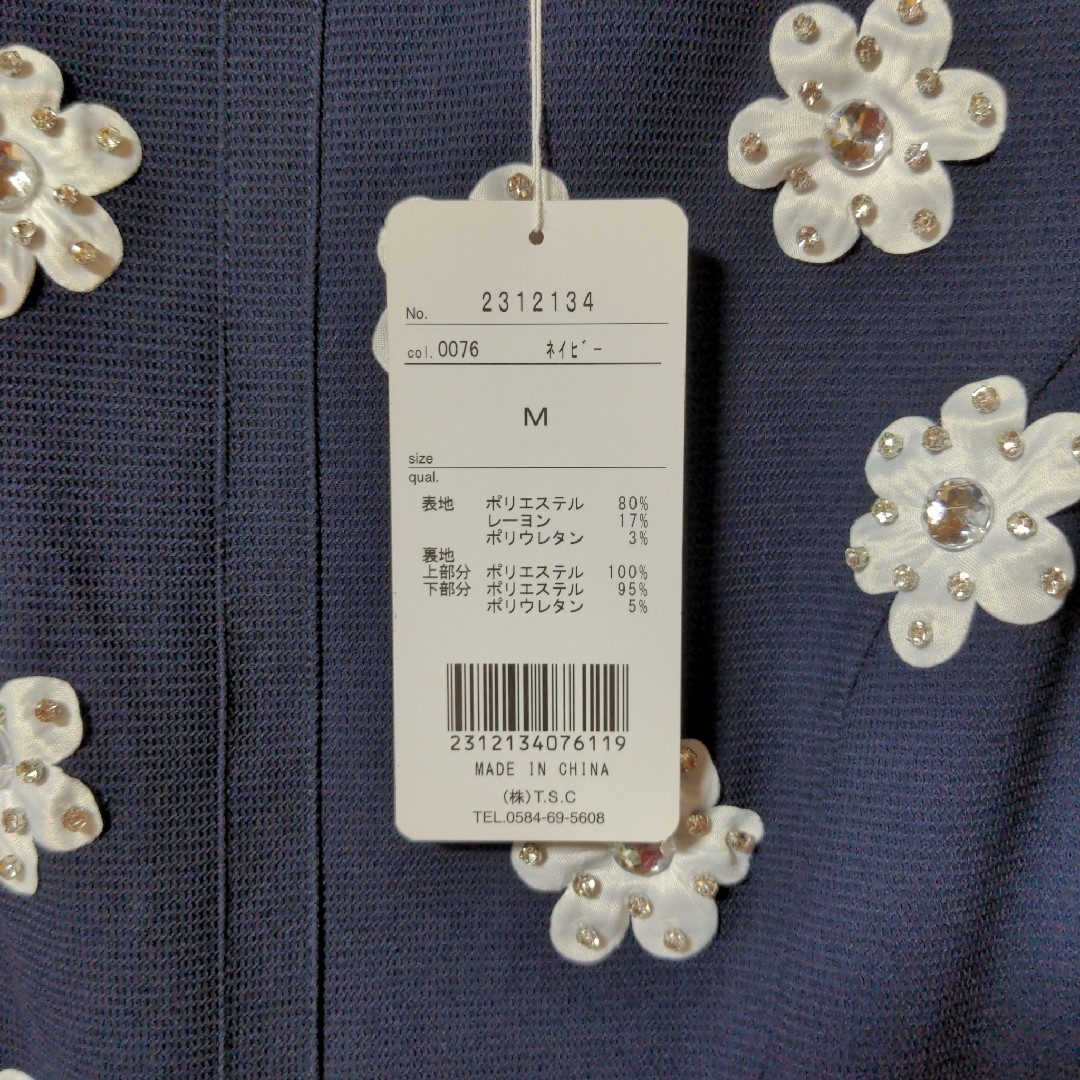 No. 2312134
col. 0076 ﾈｲﾋﾞｰ
M
size
qual.
表地 ポリエステル 80%
レーヨン 17%
ポリウレタン 3%
裏地
上部分 ポリエステル 100%
下部分 ポリエステル 95%
ポリウレタン 5%
2312134076119
MADE IN CHINA
(株)T.S.C
TEL.0584-69-5608